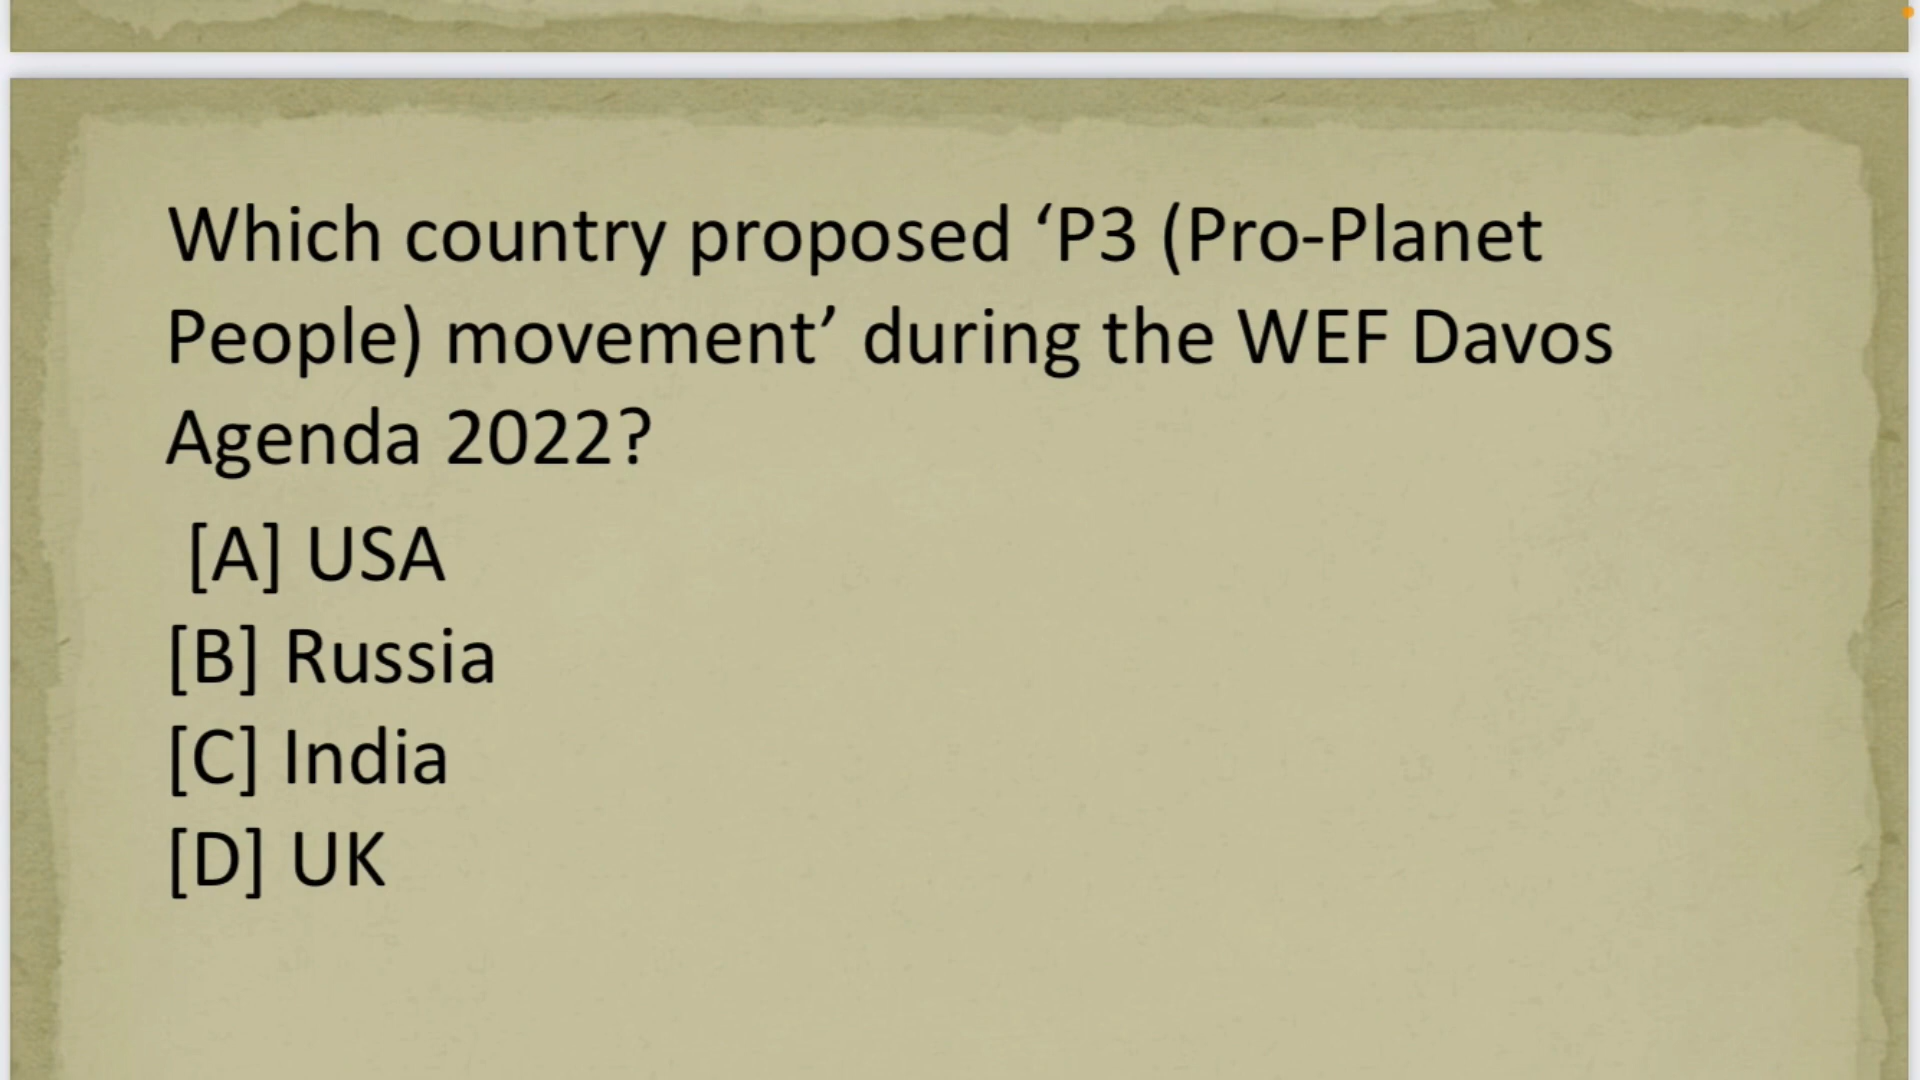 Which country proposed ‘P3 (Pro-Planet
People) movement’ during the WEF Davos
Agenda 2022?
[A] USA
[B] Russia
[C] India
[D] UK